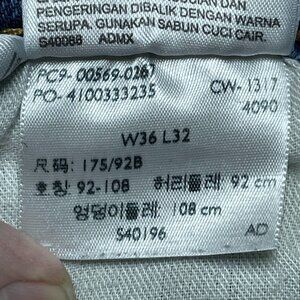 PENGERINGAN DIBALIK DENGAN WARNA
SERUPA. GUNAKAN SABUN CUCI CAIR.
S40068 ADMX
PC9- 00569-0267
PO- 4100333235 CW- 1317
4090
W36 L32
尺码: 175/92B
호칭 92-108 허리둘레 92 cm
엉덩이둘레 108 cm
S40196 AD